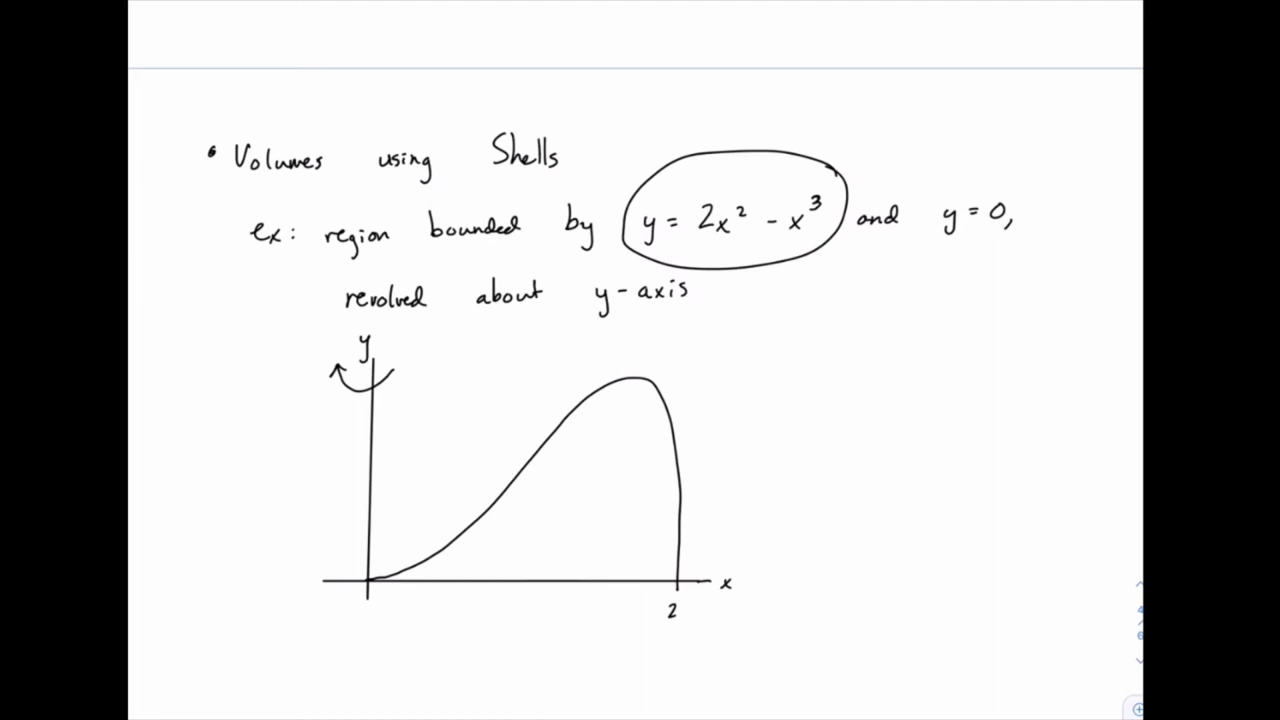 • Volumes using Shells
ex: region bounded by y = 2x² - x³ and y = 0,
revolved about y-axis
y
x
2